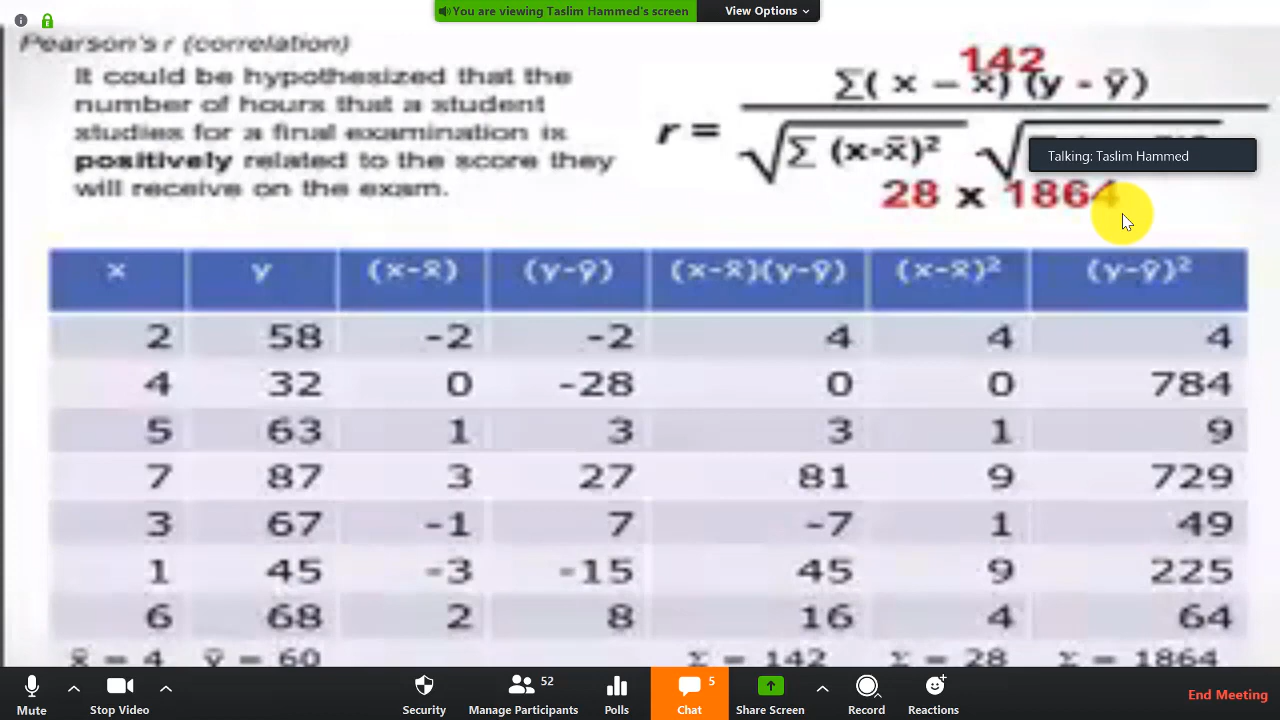 You are viewing Taslim Hammed's screen View Options
Pearson's r (correlation)
It could be hypothesized that the
number of hours that a student
studies for a final examination is
positively related to the score they
will receive on the exam.
142
r = Σ( x – x̄) (y - ȳ)
√Σ (x-x̄)² √
28 x 1864
Talking: Taslim Hammed
x y (x-x̄) (y-ȳ) (x-x̄)(y-ȳ) (x-x̄)² (y-ȳ)²
2 58 -2 -2 4 4 4
4 32 0 -28 0 0 784
5 63 1 3 3 1 9
7 87 3 27 81 9 729
3 67 -1 7 -7 1 49
1 45 -3 -15 45 9 225
6 68 2 8 16 4 64
x̄ = 4 ȳ = 60 Σ = 142 Σ = 28 Σ = 1864
52 5
Mute Stop Video Security Manage Participants Polls Chat Share Screen Record Reactions End Meeting